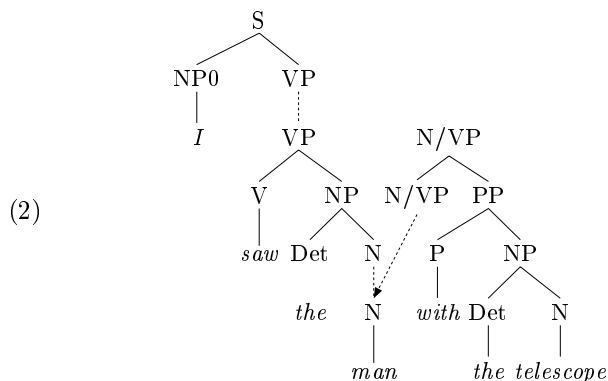 S
NP0 VP
I VP N/VP
(2) V NP N/VP PP
saw Det N P NP
the N with Det N
man the telescope